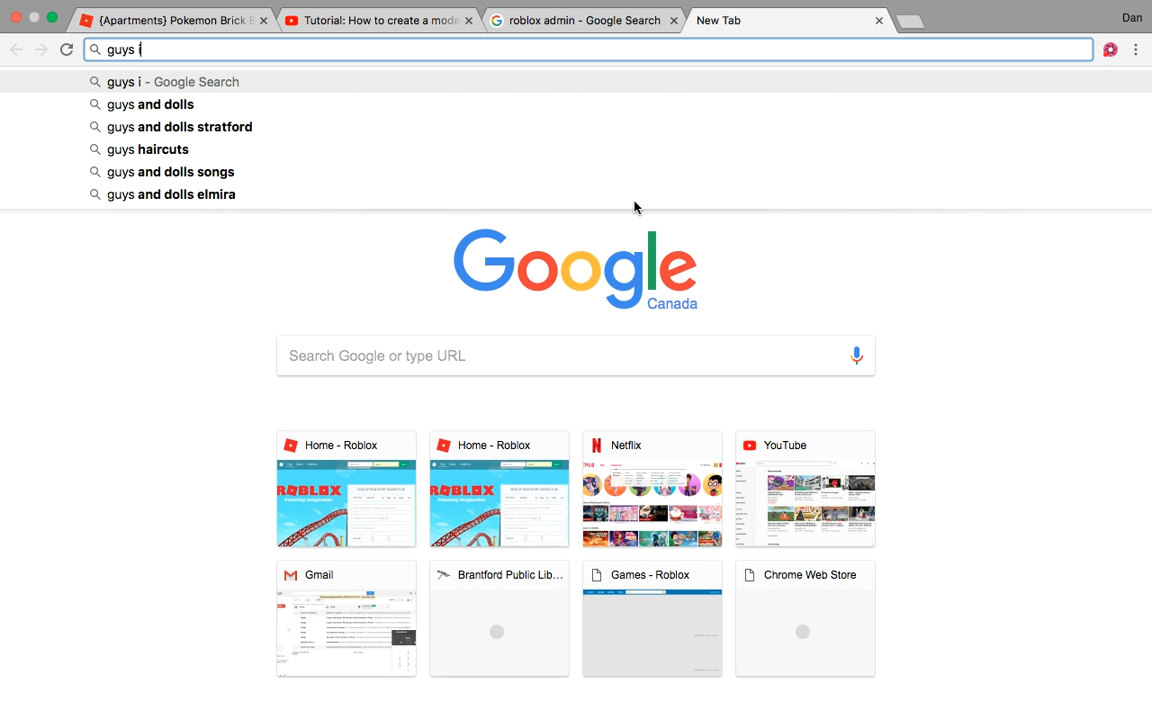 {Apartments} Pokemon Brick B
Tutorial: How to create a mode
roblox admin - Google Search
New Tab
Dan
guys i
guys i - Google Search
guys and dolls
guys and dolls stratford
guys haircuts
guys and dolls songs
guys and dolls elmira
Google
Canada
Search Google or type URL
Home - Roblox
Home - Roblox
Netflix
YouTube
ROBLOX
ROBLOX
Gmail
Brantford Public Lib...
Games - Roblox
Chrome Web Store